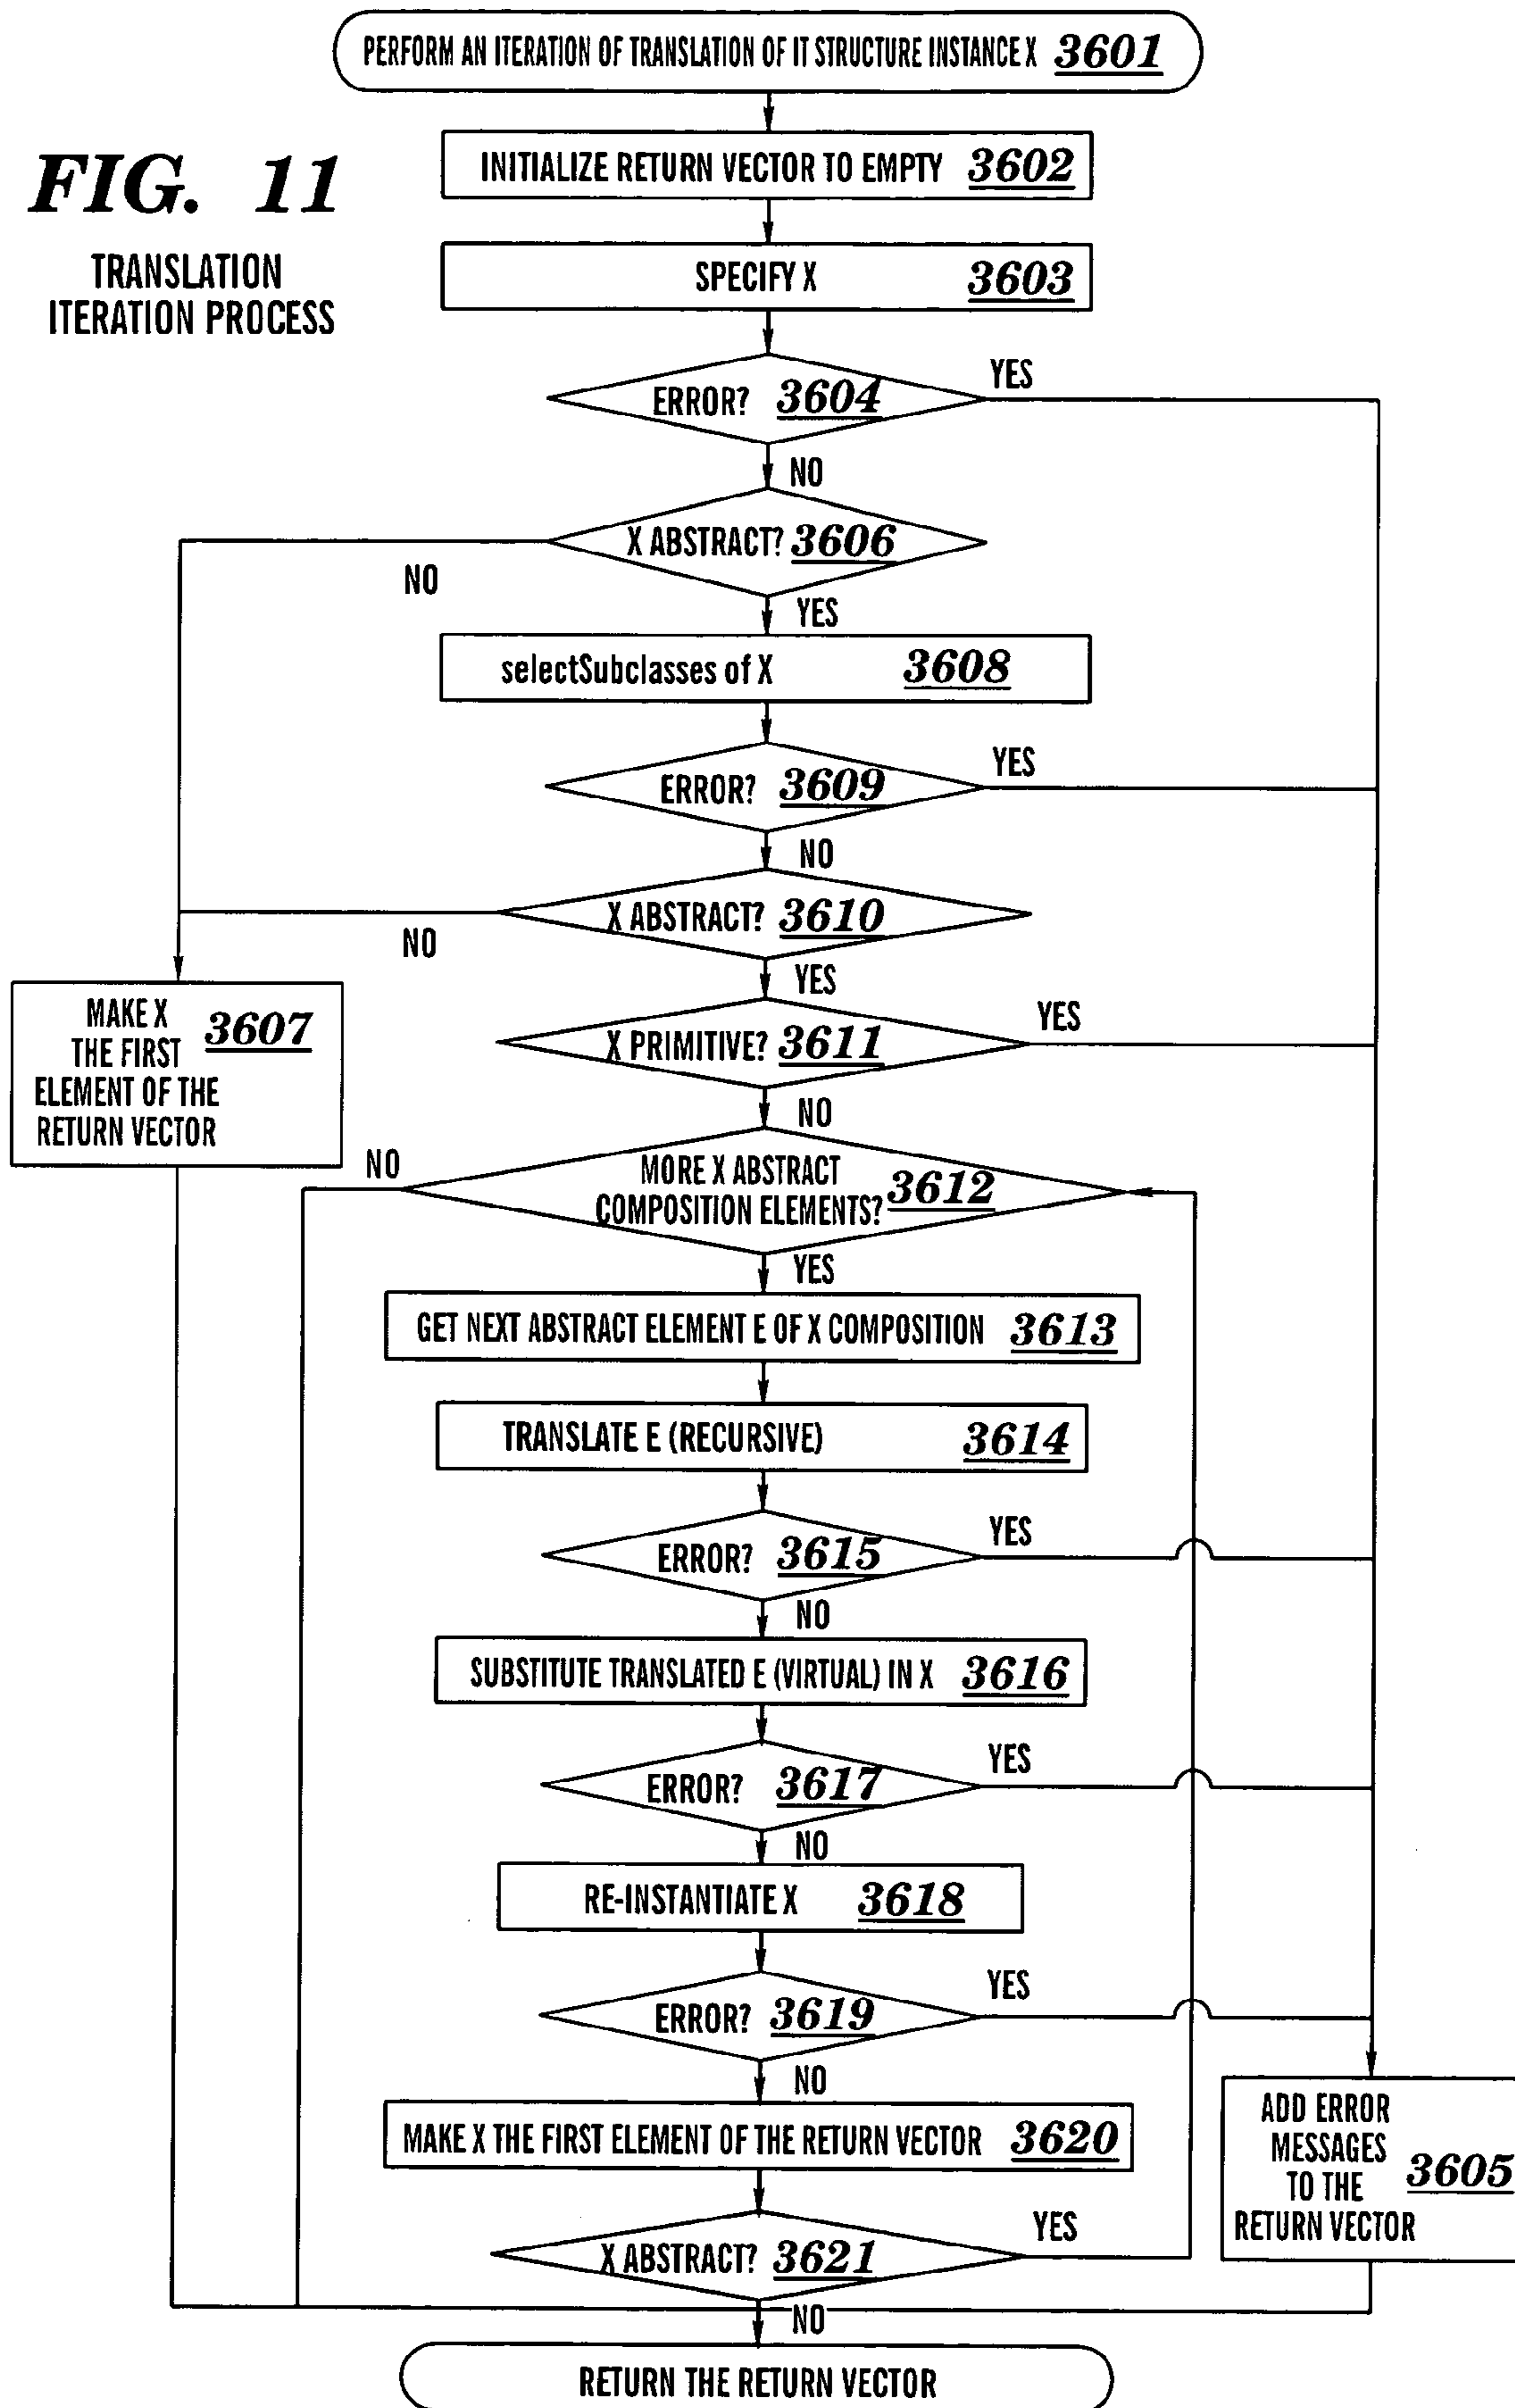 PERFORM AN ITERATION OF TRANSLATION OF IT STRUCTURE INSTANCE X 3601
FIG. 11
TRANSLATION
ITERATION PROCESS
INITIALIZE RETURN VECTOR TO EMPTY 3602
SPECIFY X 3603
ERROR? 3604
YES
NO
X ABSTRACT? 3606
NO
YES
selectSubclasses of X 3608
ERROR? 3609
YES
NO
X ABSTRACT? 3610
NO
YES
MAKE X
THE FIRST
ELEMENT OF THE
RETURN VECTOR
3607
X PRIMITIVE? 3611
YES
NO
MORE X ABSTRACT
COMPOSITION ELEMENTS? 3612
NO
YES
GET NEXT ABSTRACT ELEMENT E OF X COMPOSITION 3613
TRANSLATE E (RECURSIVE) 3614
ERROR? 3615
YES
NO
SUBSTITUTE TRANSLATED E (VIRTUAL) IN X 3616
ERROR? 3617
YES
NO
RE-INSTANTIATE X 3618
ERROR? 3619
YES
NO
MAKE X THE FIRST ELEMENT OF THE RETURN VECTOR 3620
ADD ERROR
MESSAGES
TO THE
RETURN VECTOR
3605
X ABSTRACT? 3621
YES
NO
RETURN THE RETURN VECTOR